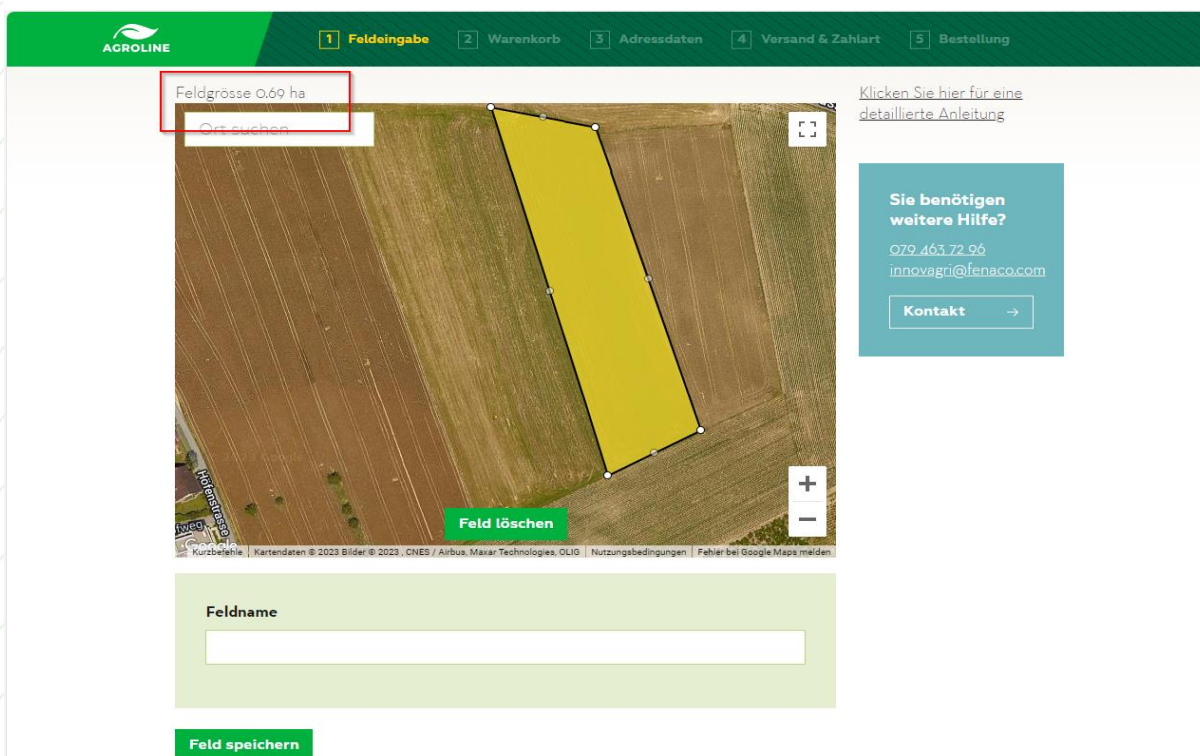 AGROLINE
1 Feldeingabe 2 Warenkorb 3 Adressdaten 4 Versand & Zahlart 5 Bestellung
Feldgrösse 0.69 ha
Ort suchen
Klicken Sie hier für eine
detaillierte Anleitung
Sie benötigen
weitere Hilfe?
079 463 72 96
innovagri@fenaco.com
Kontakt →
Höfenstrasse
fweg
Google
+
Feld löschen
−
Kurzbefehle Kartendaten © 2023 Bilder © 2023 , CNES / Airbus, Maxar Technologies, OLIG Nutzungsbedingungen Fehler bei Google Maps melden
Feldname
Feld speichern